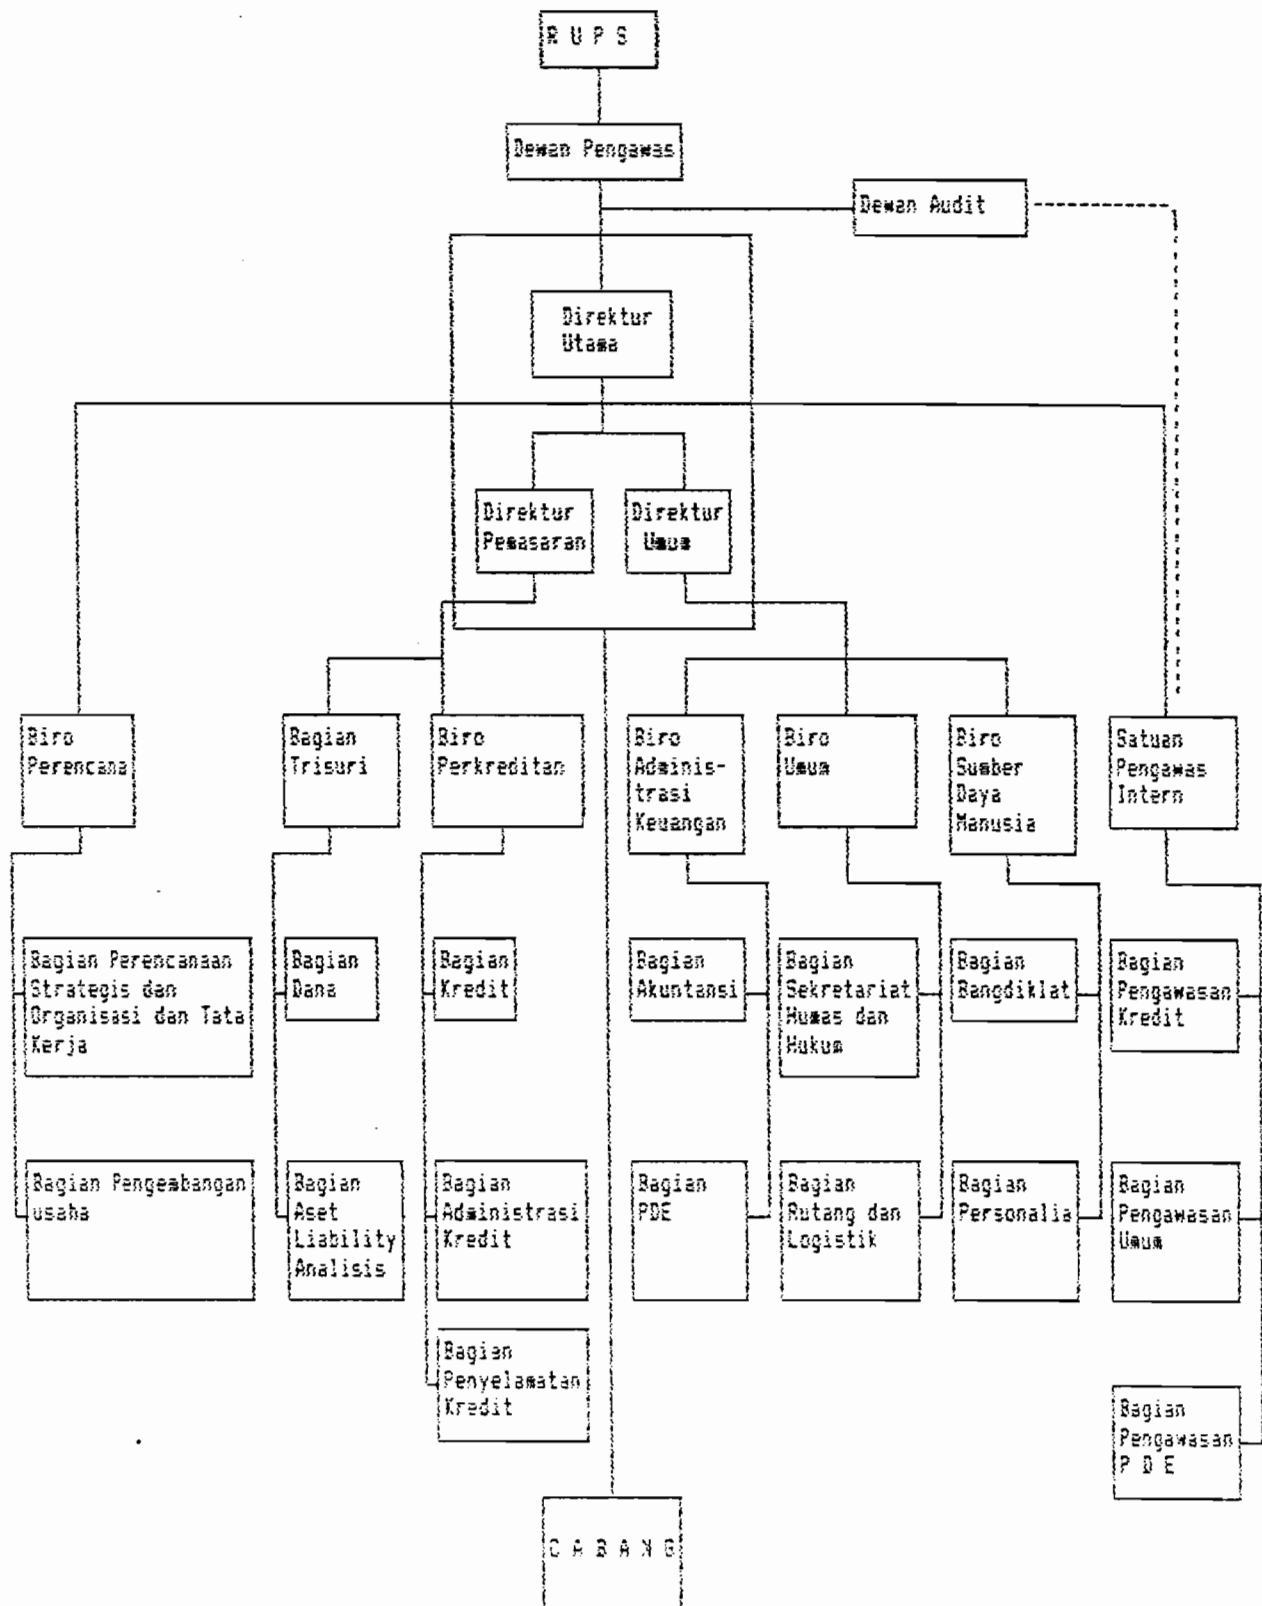 R U P S
Dewan Pengawas
Dewan Audit
Direktur
Utama
Direktur
Pemasaran
Direktur
Umum
Biro
Perencana
Bagian
Trisuri
Biro
Perkreditan
Biro
Adminis-
trasi
Keuangan
Biro
Umum
Biro
Sumber
Daya
Manusia
Satuan
Pengawas
Intern
Bagian Perencanaan
Strategis dan
Organisasi dan Tata
Kerja
Bagian
Dana
Bagian
Kredit
Bagian
Akuntansi
Bagian
Sekretariat
Humas dan
Hukum
Bagian
Bangdiklat
Bagian
Pengawasan
Kredit
Bagian Pengembangan
usaha
Bagian
Aset
Liability
Analisis
Bagian
Administrasi
Kredit
Bagian
PDE
Bagian
Rutang dan
Logistik
Bagian
Personalia
Bagian
Pengawasan
Umum
Bagian
Penyelamatan
Kredit
Bagian
Pengawasan
P D E
C A B A N G